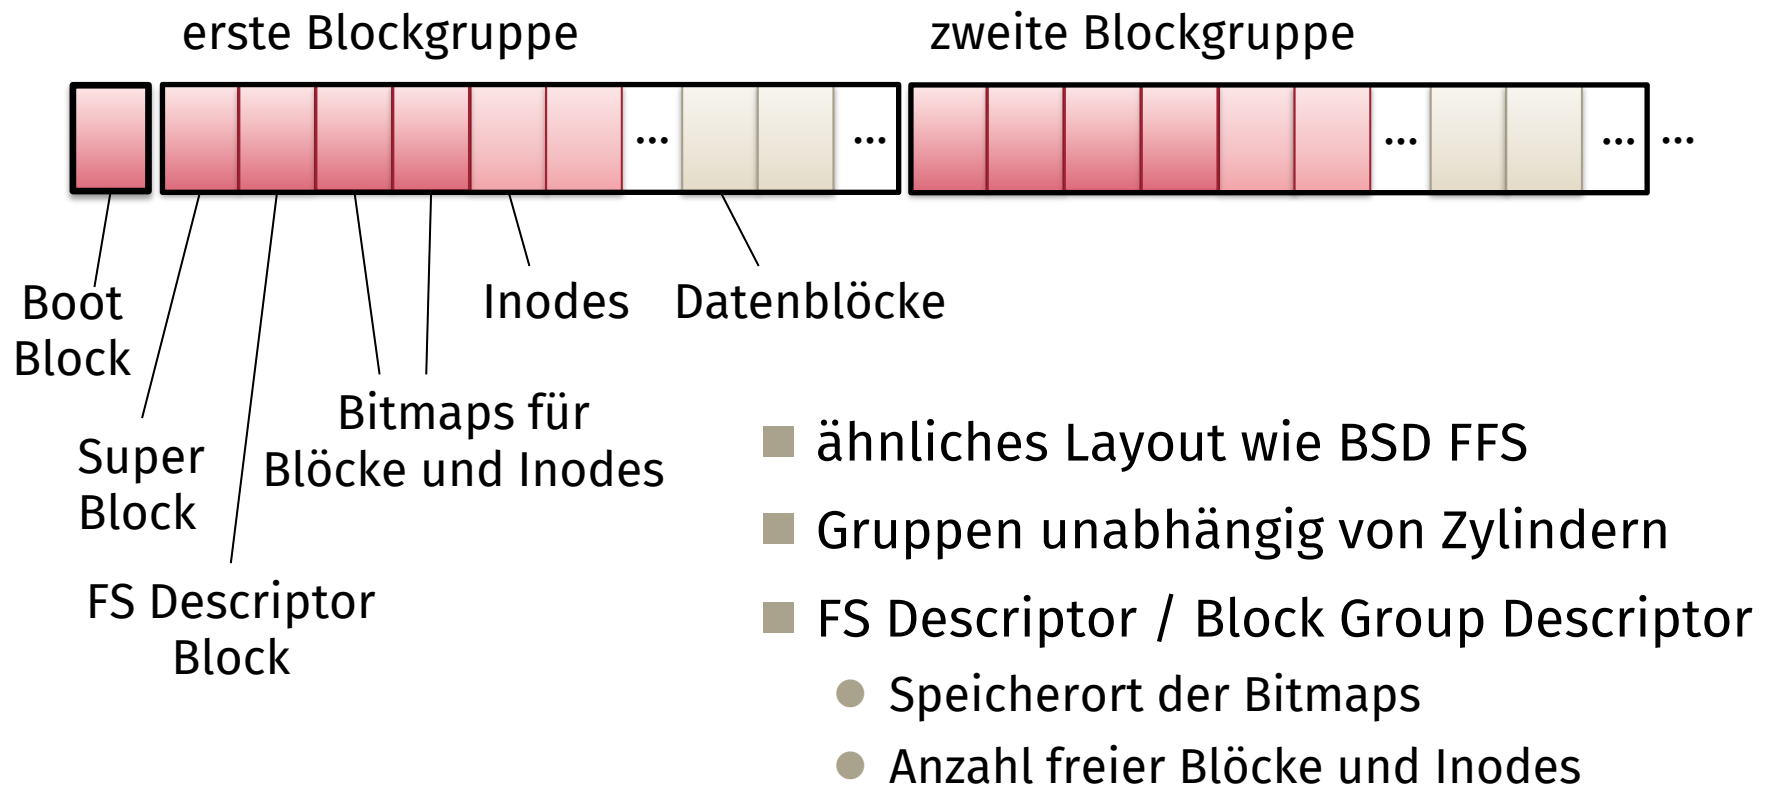 erste Blockgruppe
zweite Blockgruppe
...
...
...
...
...
Boot
Block
Super
Block
FS Descriptor
Block
Bitmaps für
Blöcke und Inodes
Inodes
Datenblöcke
ähnliches Layout wie BSD FFS
Gruppen unabhängig von Zylindern
FS Descriptor / Block Group Descriptor
Speicherort der Bitmaps
Anzahl freier Blöcke und Inodes